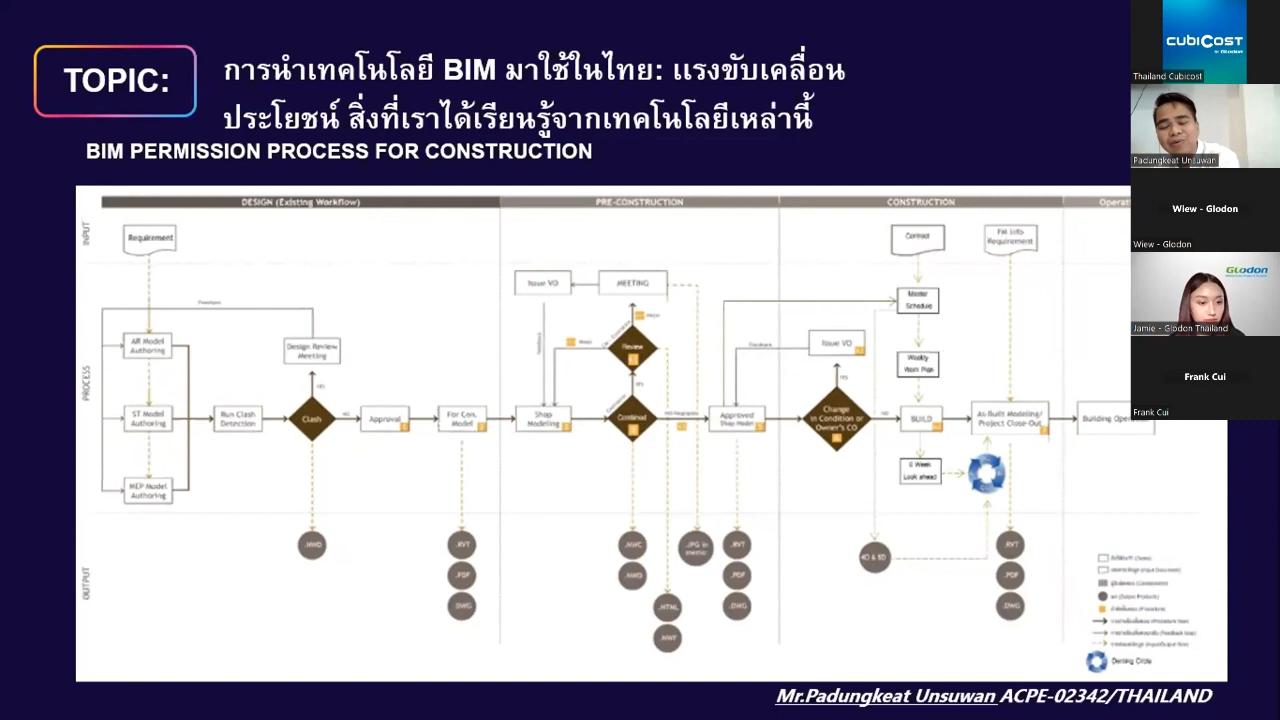 TOPIC:
การนำเทคโนโลยี BIM มาใช้ในไทย: แรงขับเคลื่อน
ประโยชน์ สิ่งที่เราได้เรียนรู้จากเทคโนโลยีเหล่านี้
BIM PERMISSION PROCESS FOR CONSTRUCTION
DESIGN (Existing Workflow)
PRE-CONSTRUCTION
CONSTRUCTION
INPUT
Requirement
Contract
FM Info
Requirement
PROCESS
Issue VO
MEETING
Master
Schedule
AR Model
Authoring
Design Review
Meeting
YES
Review
Feedback
Issue VO
Weekly
Work Plan
YES
YES
ST Model
Authoring
Run Clash
Detection
Clash
NO
Approval
For Con.
Model
Shop
Modeling
Combined
Approved
Shop Model
Change
in Condition or
Owner's CO
NO
BUILD
As-Built Modeling/
Project Close-Out
Building
6 Week
Look ahead
MEP Model
Authoring
OUTPUT
.NWD
.RVT
.PDF
.DWG
.NWC
.NWD
.HTML
.NWF
.JPG in
.RVT
.PDF
.DWG
4D & 5D
.RVT
.PDF
.DWG
Deming Circle
Mr.Padungkeat Unsuwan ACPE-02342/THAILAND
CUBICOST
by Glodon
Thailand Cubicost
Padungkeat Unsuwan
Wiew - Glodon
Wiew - Glodon
Glodon
Jamie - Glodon Thailand
Frank Cui
Frank Cui